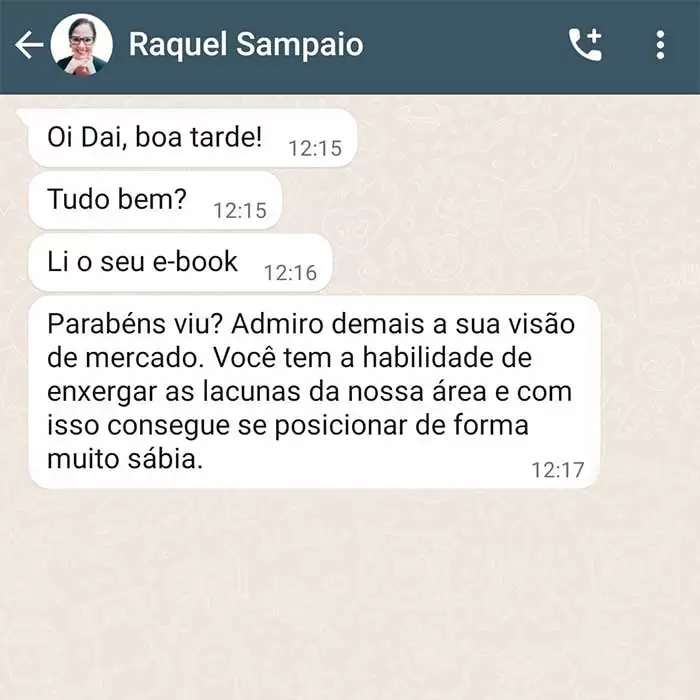 Raquel Sampaio
Oi Dai, boa tarde!
12:15
Tudo bem?
12:15
Li o seu e-book
12:16
Parabéns viu? Admiro demais a sua visão
de mercado. Você tem a habilidade de
enxergar as lacunas da nossa área e com
isso consegue se posicionar de forma
muito sábia.
12:17